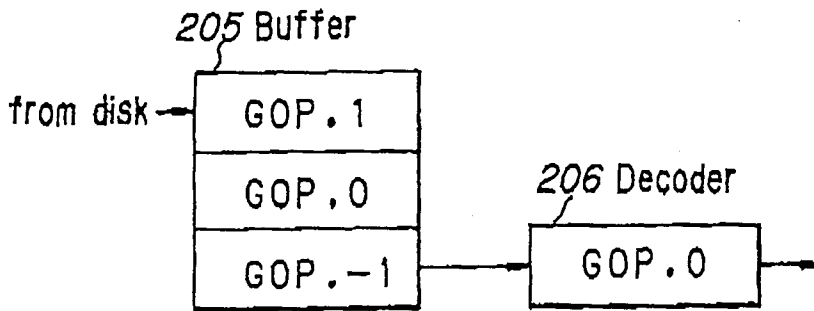 205 Buffer
from disk
GOP.1
GOP.0
GOP.-1
206 Decoder
GOP.0